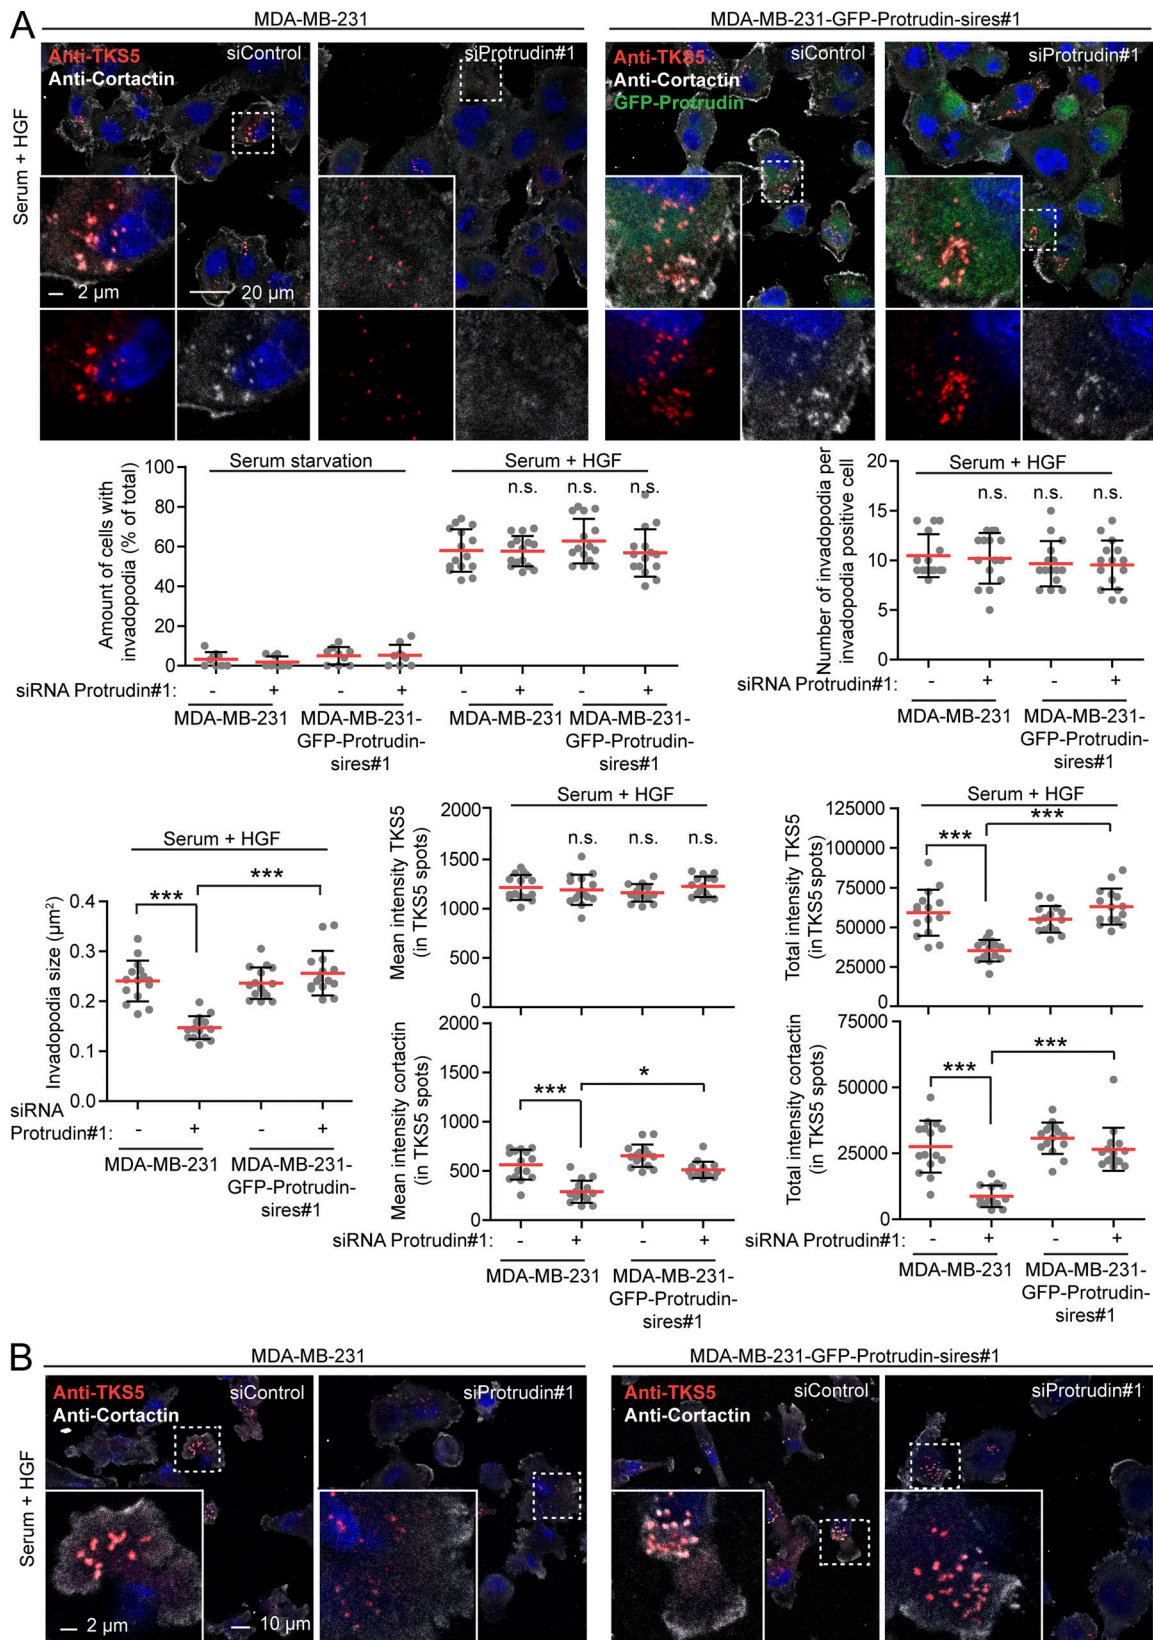 A
MDA-MB-231
MDA-MB-231-GFP-Protrudin-sires#1
Serum + HGF
Anti-TKS5
Anti-Cortactin
siControl
siProtrudin#1
2 µm
20 µm
Anti-TKS5
Anti-Cortactin
GFP-Protrudin
siControl
siProtrudin#1
Amount of cells with
invadopodia (% of total)
100
80
60
40
20
0
Serum starvation
Serum + HGF
n.s.
n.s.
n.s.
siRNA Protrudin#1:
-
+
-
+
-
+
-
+
MDA-MB-231
MDA-MB-231-
GFP-Protrudin-
sires#1
MDA-MB-231
MDA-MB-231-
GFP-Protrudin-
sires#1
Number of invadopodia per
invadopodia positive cell
20
15
10
5
0
Serum + HGF
n.s.
n.s.
n.s.
siRNA Protrudin#1:
-
+
-
+
MDA-MB-231
MDA-MB-231-
GFP-Protrudin-
sires#1
Invadopodia size (µm²)
0.4
0.3
0.2
0.1
0.0
Serum + HGF
***
***
siRNA
Protrudin#1:
-
+
-
+
MDA-MB-231
MDA-MB-231-
GFP-Protrudin-
sires#1
Mean intensity TKS5
(in TKS5 spots)
2000
1500
1000
500
0
Serum + HGF
n.s.
n.s.
n.s.
Mean intensity cortactin
(in TKS5 spots)
2000
1500
1000
500
0
***
*
siRNA Protrudin#1:
-
+
-
+
MDA-MB-231
MDA-MB-231-
GFP-Protrudin-
sires#1
Total intensity TKS5
(in TKS5 spots)
125000
100000
75000
50000
25000
0
Serum + HGF
***
***
Total intensity cortactin
(in TKS5 spots)
75000
50000
25000
0
***
***
siRNA Protrudin#1:
-
+
-
+
MDA-MB-231
MDA-MB-231-
GFP-Protrudin-
sires#1
B
MDA-MB-231
MDA-MB-231-GFP-Protrudin-sires#1
Serum + HGF
Anti-TKS5
Anti-Cortactin
siControl
siProtrudin#1
2 µm
10 µm
Anti-TKS5
Anti-Cortactin
siControl
siProtrudin#1